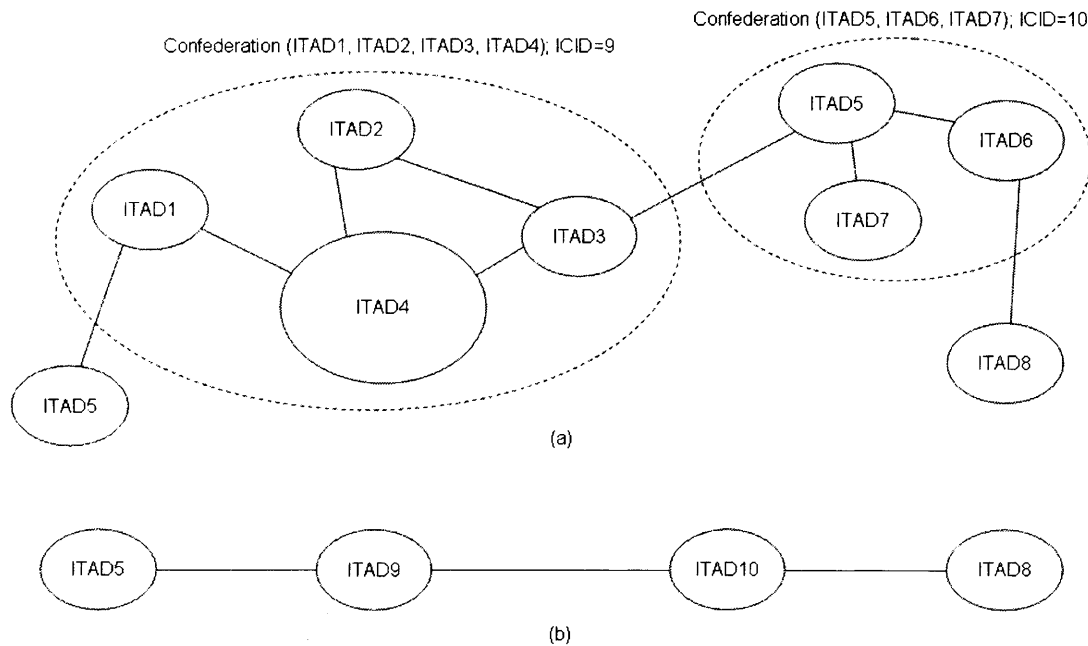 Confederation (ITAD5, ITAD6, ITAD7); ICID=10
Confederation (ITAD1, ITAD2, ITAD3, ITAD4); ICID=9
ITAD5
ITAD2
ITAD6
ITAD1
ITAD7
ITAD3
ITAD4
ITAD8
ITAD5
(a)
ITAD5
ITAD9
ITAD10
ITAD8
(b)